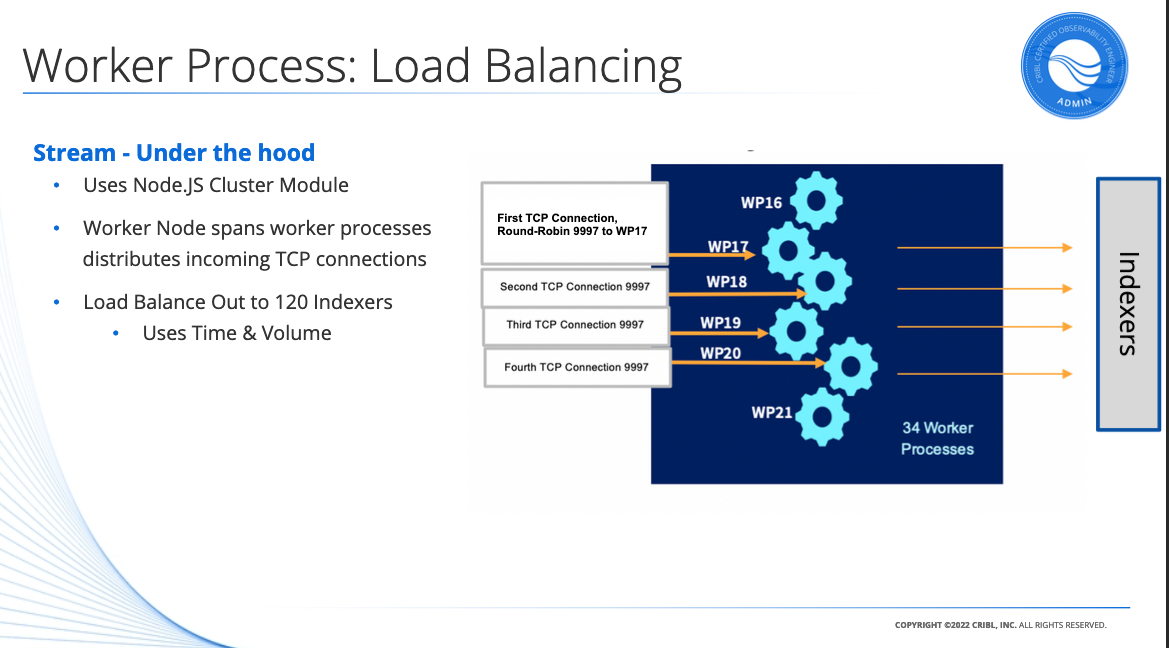 Worker Process: Load Balancing
CRIBL CERTIFIED OBSERVABILITY ENGINEER
ADMIN
Stream - Under the hood
• Uses Node.JS Cluster Module
• Worker Node spans worker processes
distributes incoming TCP connections
• Load Balance Out to 120 Indexers
• Uses Time & Volume
First TCP Connection,
Round-Robin 9997 to WP17
Second TCP Connection 9997
Third TCP Connection 9997
Fourth TCP Connection 9997
WP16
WP17
WP18
WP19
WP20
WP21
34 Worker
Processes
Indexers
COPYRIGHT ©2022 CRIBL, INC. ALL RIGHTS RESERVED.